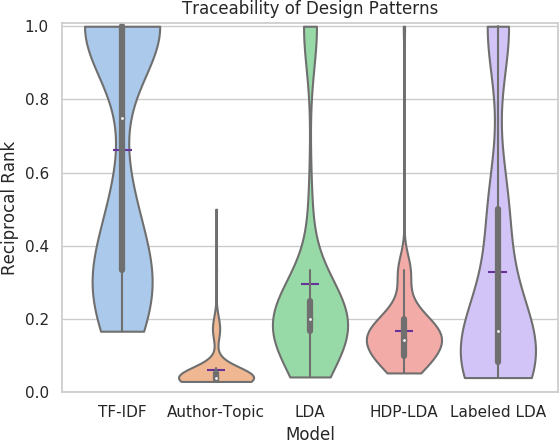 Traceability of Design Patterns
1.0
0.8
0.6
0.4
0.2
0.0
Reciprocal Rank
TF-IDF
Author-Topic
LDA
HDP-LDA
Labeled LDA
Model